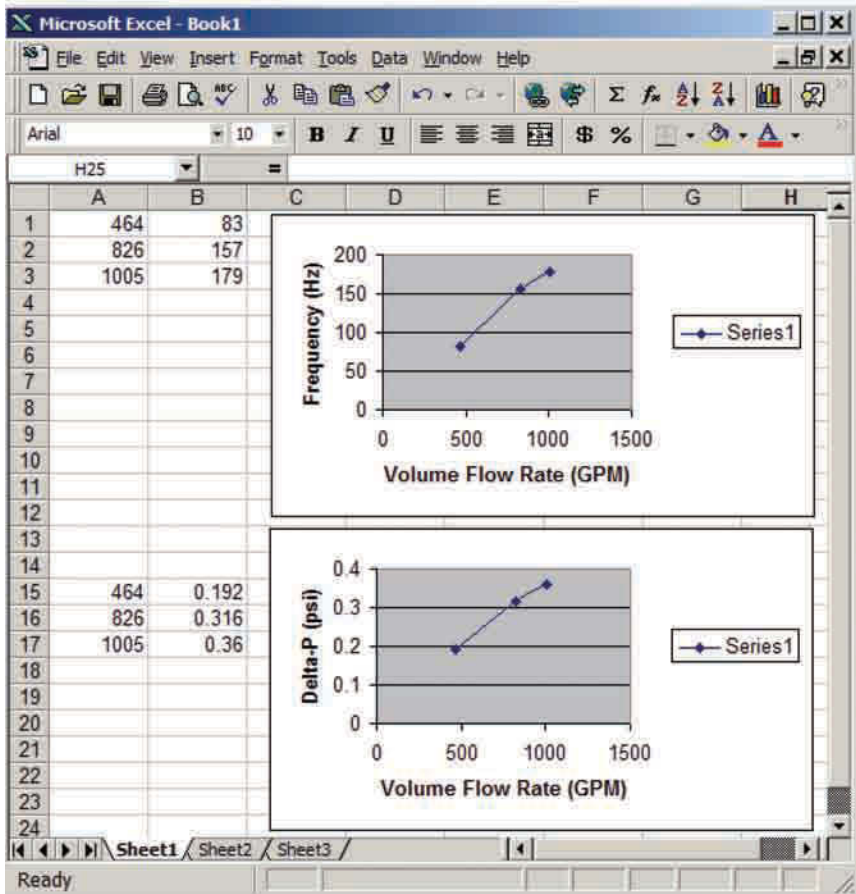 Microsoft Excel - Book1
File Edit View Insert Format Tools Data Window Help
ABC Σ fx A Z Z A
Arial 10 B I U a $ % A
H25 =
A B C D E F G H
1 464 83
2 826 157
3 1005 179
4
5
6
7
8
9
10
11
12
13
14
15 464 0.192
16 826 0.316
17 1005 0.36
18
19
20
21
22
23
24
200
150
100
50
0
Frequency (Hz)
0 500 1000 1500
Volume Flow Rate (GPM)
Series1
0.4
0.3
0.2
0.1
0
Delta-P (psi)
0 500 1000 1500
Volume Flow Rate (GPM)
Series1
Sheet1 Sheet2 Sheet3
Ready